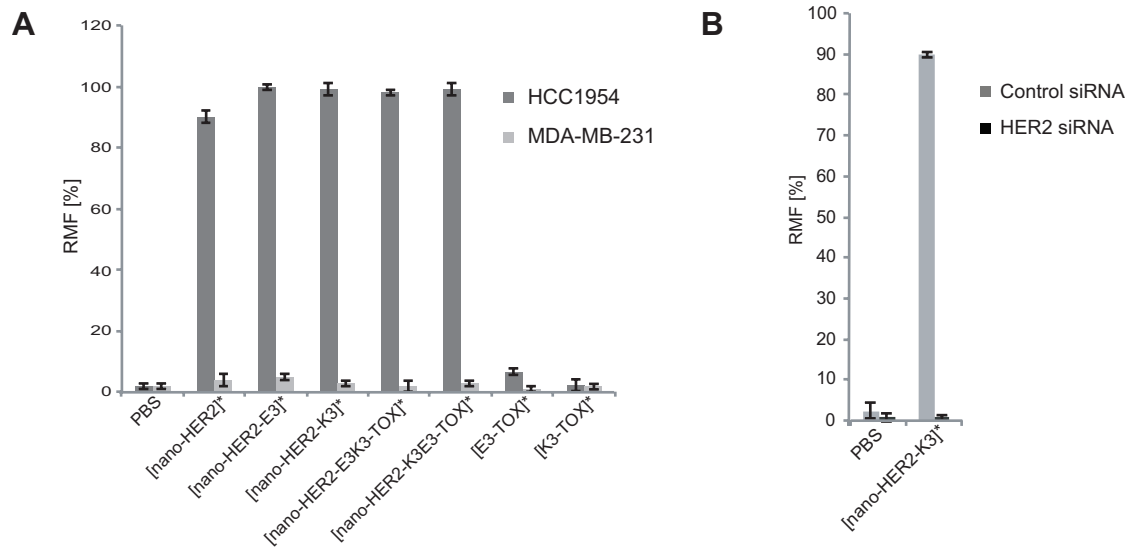 A
120
100
80
60
40
20
0
RMF [%]
HCC1954
MDA-MB-231
PBS
[nano-HER2]*
[nano-HER2-E3]*
[nano-HER2-K3]*
[nano-HER2-E3K3-TOX]*
[nano-HER2-K3E3-TOX]*
[E3-TOX]*
[K3-TOX]*
B
100
90
80
70
60
50
40
30
20
10
0
RMF [%]
Control siRNA
HER2 siRNA
PBS
[nano-HER2-K3]*